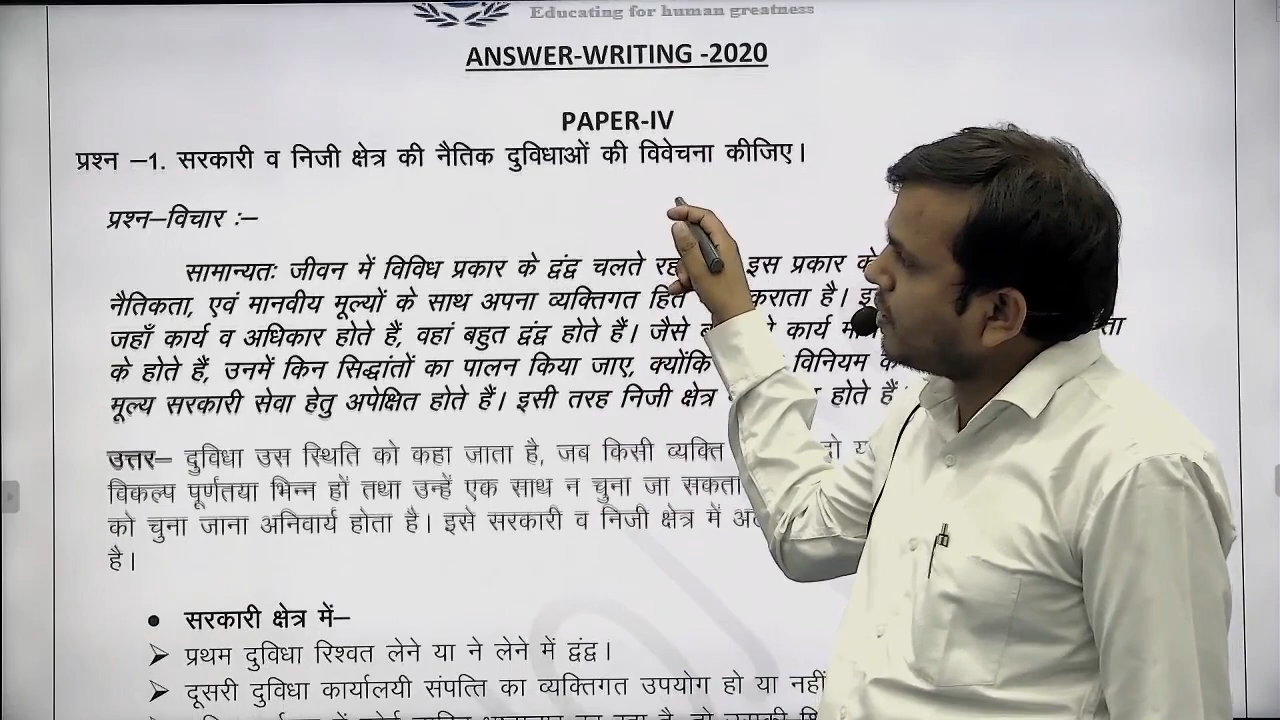 Educating for human greatness
ANSWER-WRITING -2020
PAPER-IV
प्रश्न –1. सरकारी व निजी क्षेत्र की नैतिक दुविधाओं की विवेचना कीजिए।
प्रश्न–विचार :–
सामान्यतः जीवन में विविध प्रकार के द्वंद्व चलते इस प्रकार
नैतिकता, एवं मानवीय मूल्यों के साथ अपना व्यक्तिगत हित कराता है।
जहाँ कार्य व अधिकार होते हैं, वहां बहुत द्वंद्व होते हैं। जैसे कार्य
के होते हैं, उनमें किन सिद्धांतों का पालन किया जाए, क्योंकि विनियम
मूल्य सरकारी सेवा हेतु अपेक्षित होते हैं। इसी तरह निजी क्षेत्र होते हैं
उत्तर– दुविधा उस स्थिति को कहा जाता है, जब किसी व्यक्ति दो
विकल्प पूर्णतया भिन्न हों तथा उन्हें एक साथ न चुना जा सकता
को चुना जाना अनिवार्य होता है। इसे सरकारी व निजी क्षेत्र में
है।
• सरकारी क्षेत्र में–
➢ प्रथम दुविधा रिश्वत लेने या ने लेने में द्वंद्व।
➢ दूसरी दुविधा कार्यालयी संपत्ति का व्यक्तिगत उपयोग हो या नहीं